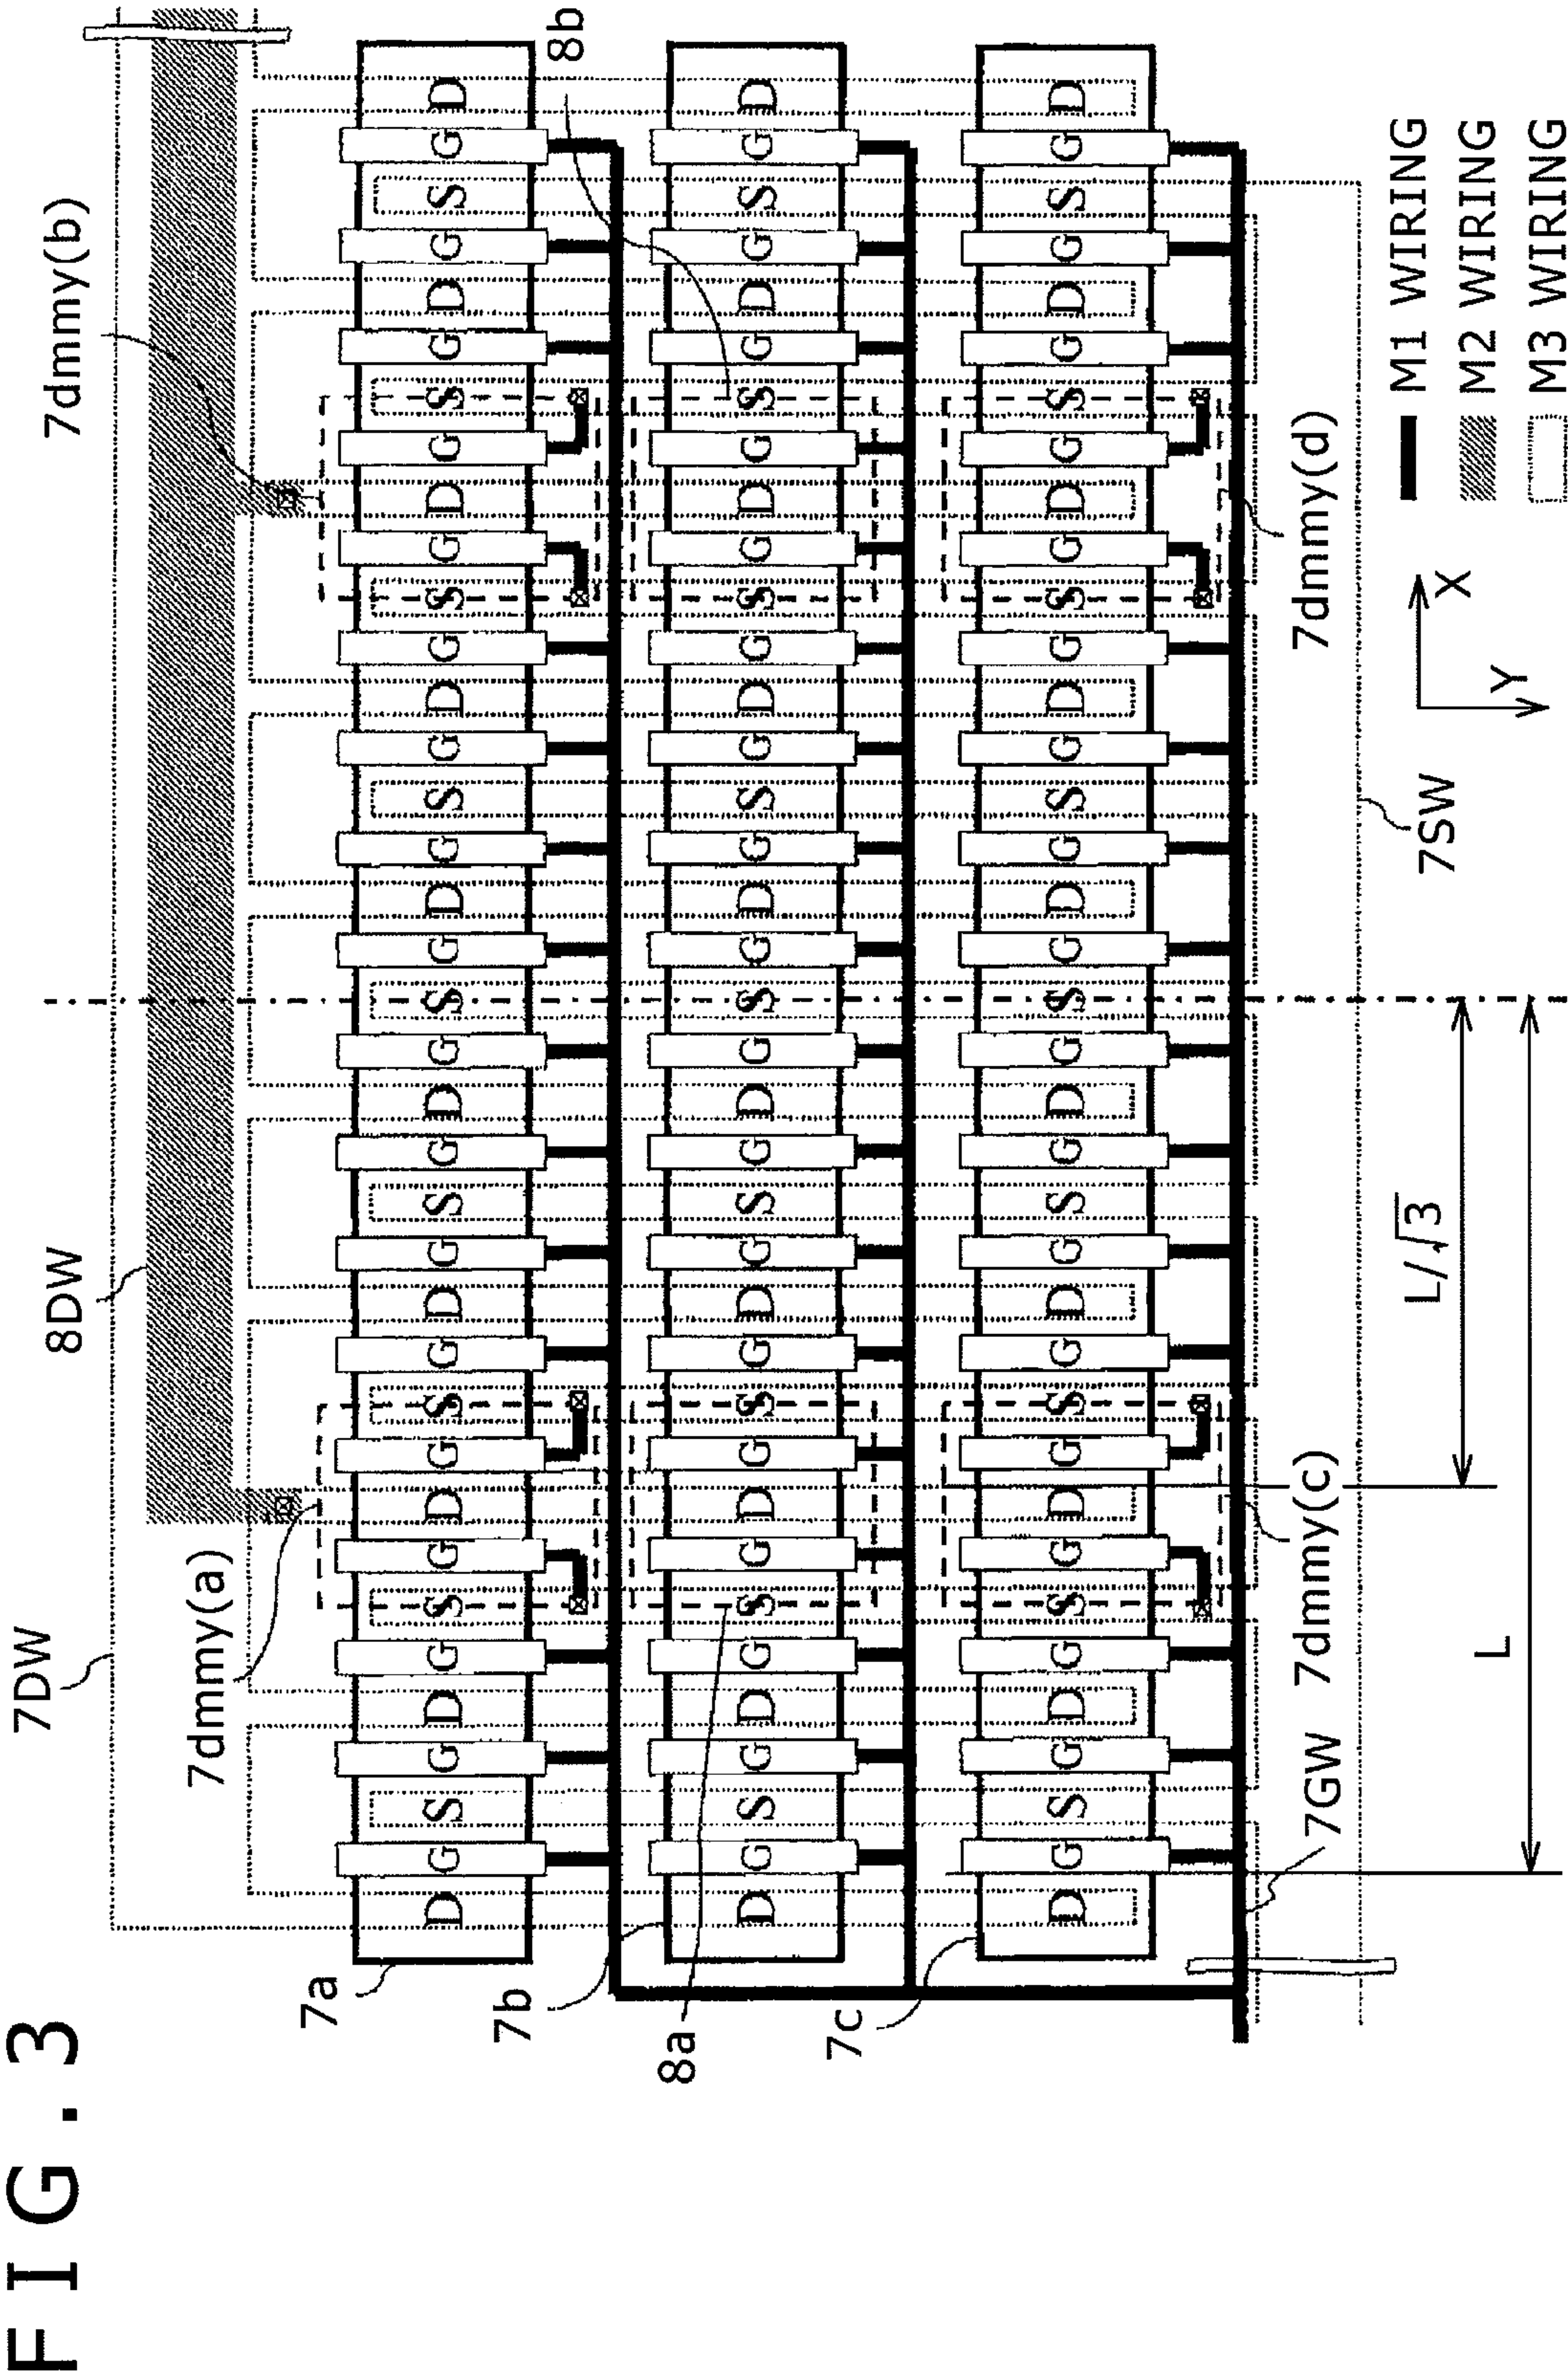 FIG.3
7DW
8DW
7dmmy(b)
7dmmy(a)
7a
D G S G D G S G D G S G D G S G D G S G D G S G D G S G D G S G D G S G D
8b
7b
8a
D G S G D G S G D G S G D G S G D G S G D G S G D G S G D G S G D G S G D
7c
D G S G D G S G D G S G D G S G D G S G D G S G D G S G D G S G D G S G D
7GW
7dmmy(c)
7dmmy(d)
L/√3
7SW
X
Y
L
M1 WIRING
M2 WIRING
M3 WIRING